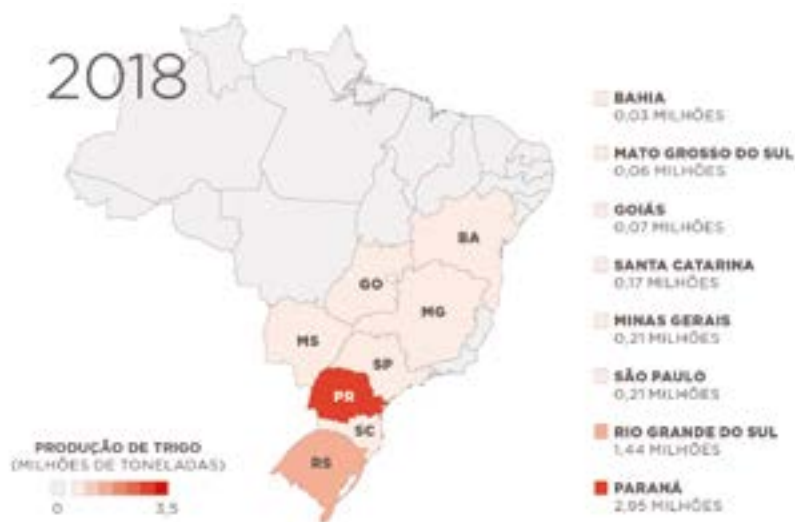 2018
BA
GO
MG
MS
SP
PR
SC
RS
PRODUÇÃO DE TRIGO
(MILHÕES DE TONELADAS)
0 3,5
BAHIA
0,03 MILHÕES
MATO GROSSO DO SUL
0,06 MILHÕES
GOIÁS
0,07 MILHÕES
SANTA CATARINA
0,17 MILHÕES
MINAS GERAIS
0,21 MILHÕES
SÃO PAULO
0,21 MILHÕES
RIO GRANDE DO SUL
1,44 MILHÕES
PARANÁ
2,95 MILHÕES